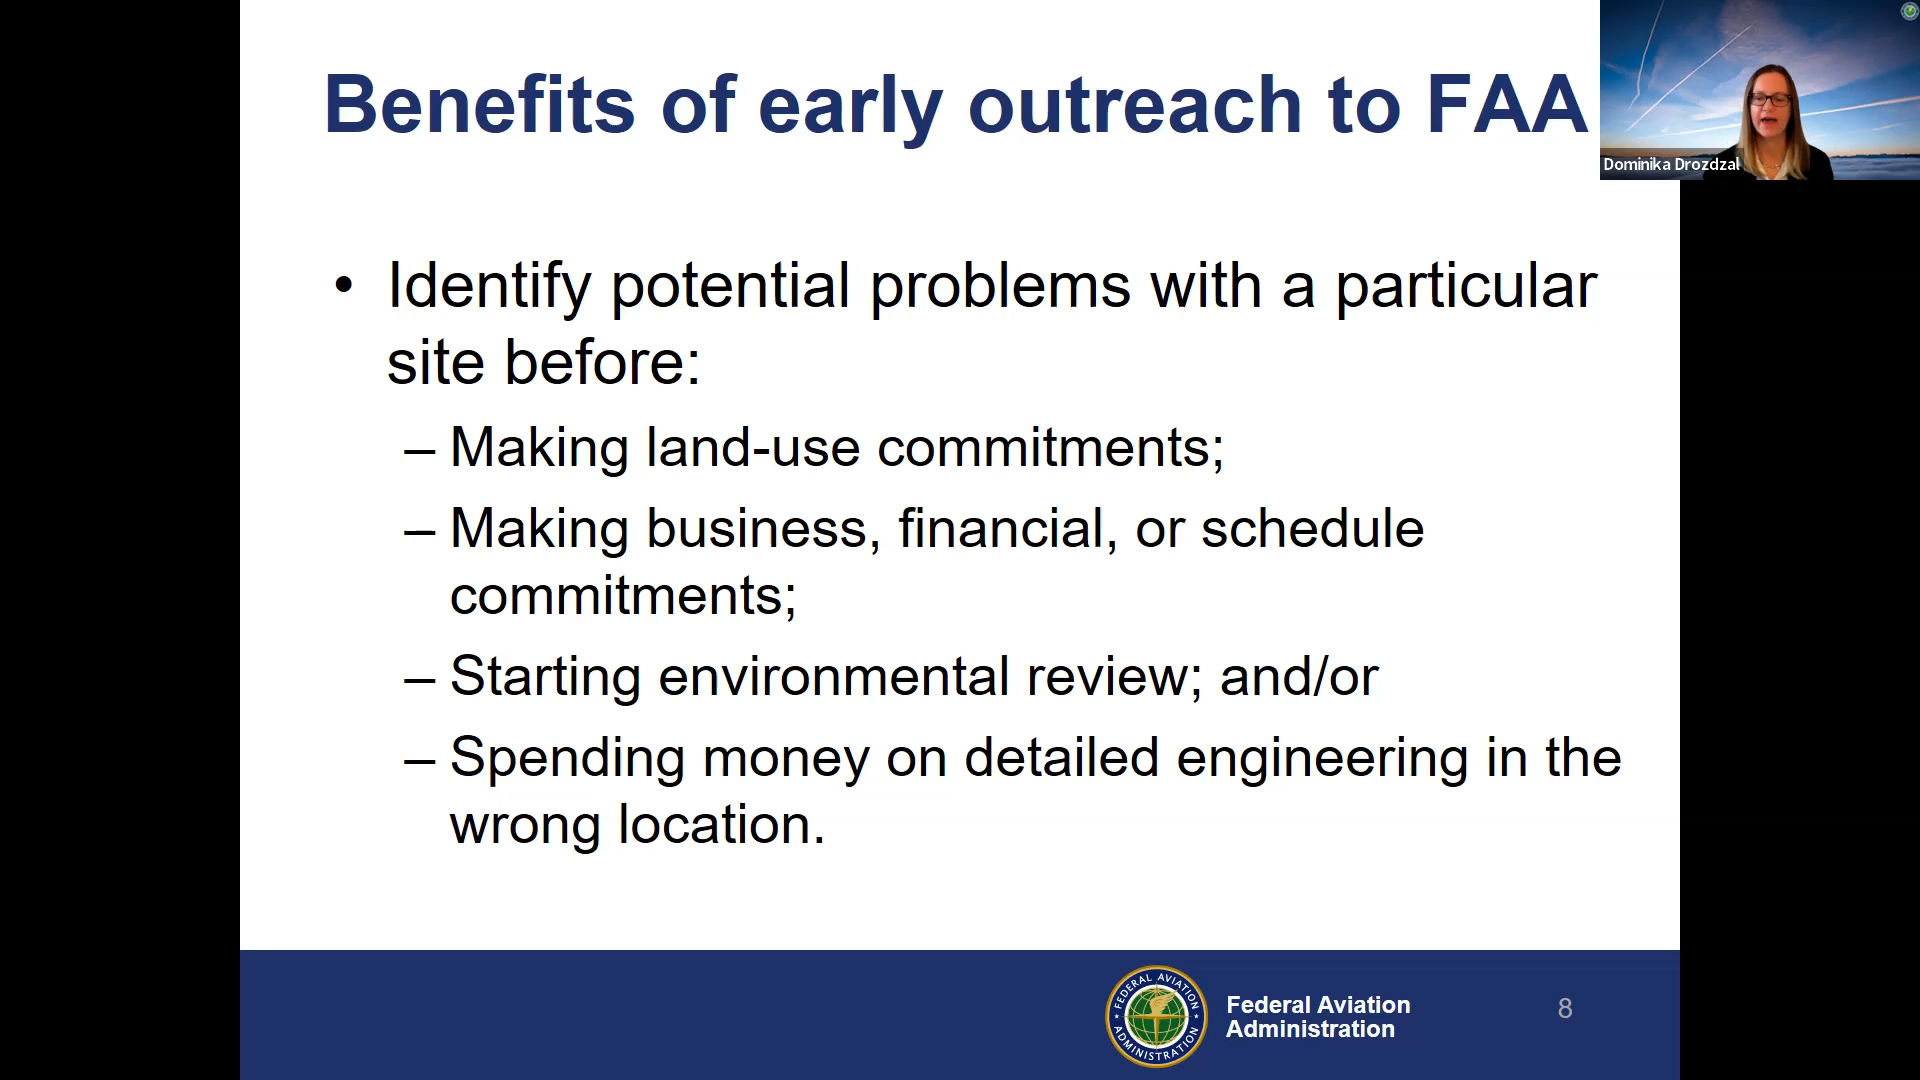 Benefits of early outreach to FAA
Dominika Drozdzal
• Identify potential problems with a particular
site before:
– Making land-use commitments;
– Making business, financial, or schedule
commitments;
– Starting environmental review; and/or
– Spending money on detailed engineering in the
wrong location.
FEDERAL AVIATION
ADMINISTRATION
Federal Aviation
Administration
8